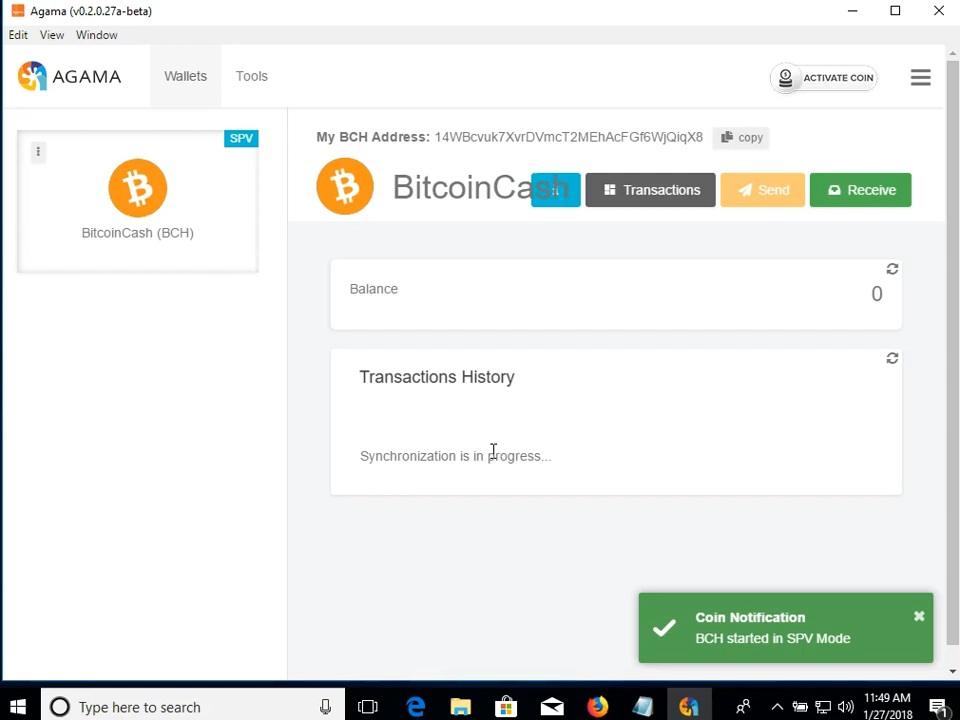 Agama (v0.2.0.27a-beta)
Edit View Window
AGAMA Wallets Tools ACTIVATE COIN
My BCH Address: 14WBcvuk7XvrDVmcT2MEhAcFGf6WjQiqX8 copy
SPV
BitcoinCash Transactions Send Receive
BitcoinCash (BCH)
Balance
0
Transactions History
Synchronization is in progress...
Coin Notification
BCH started in SPV Mode
Type here to search
11:49 AM
1/27/2018
1